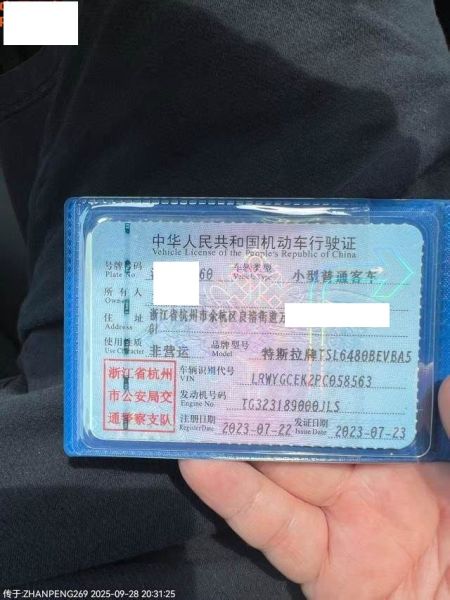 中华人民共和国机动车行驶证
Vehicle License of the People's Republic of China
号牌号码 60 车辆类型 小型普通客车
Plate No. Vehicle Type
所有人
Owner
住址 浙江省杭州市余杭区良渚街道
Address 01
使用性质 非营运 品牌型号 特斯拉牌TSL6480BEVBA5
Use Character Model
浙江省杭州
市公安局交
通警察支队
车辆识别代号 LRWYGCEK2PC058563
VIN
发动机号码 TG323189000JLS
Engine No.
注册日期 2023-07-22 发证日期 2023-07-23
Register Date Issue Date
传于:ZHANPENG269 2025-09-28 20:31:25